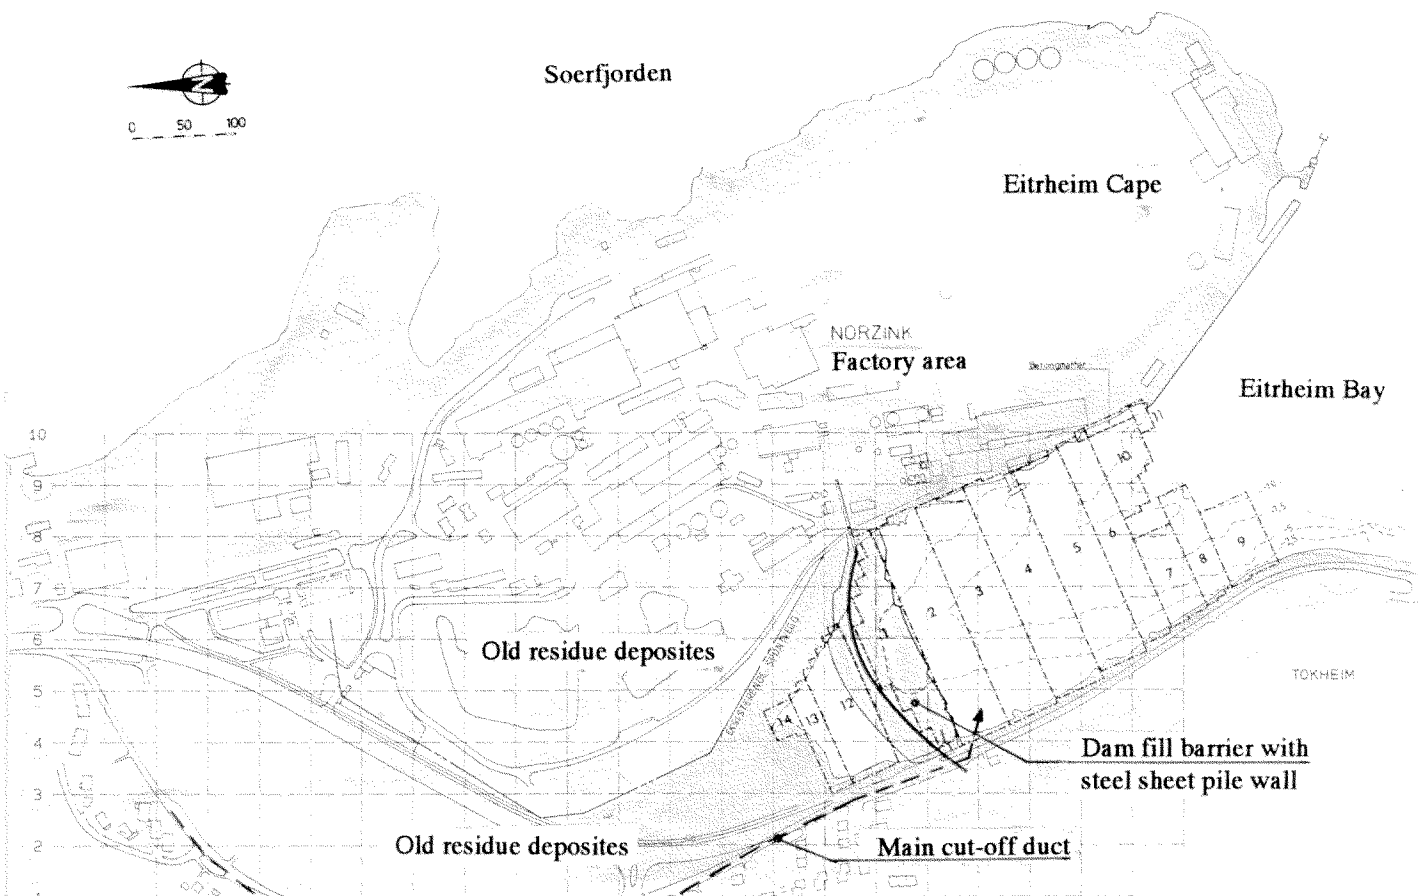 Soerfjorden
N
0 50 100
Eitrheim Cape
NORZINK
Factory area
Eitrheim Bay
10
9
8
7
6
5
4
3
2
1
11
10
9
8
7
6
5
4
3
2
12
13
14
Old residue deposites
TOKHEIM
Dam fill barrier with
steel sheet pile wall
Old residue deposites
Main cut-off duct